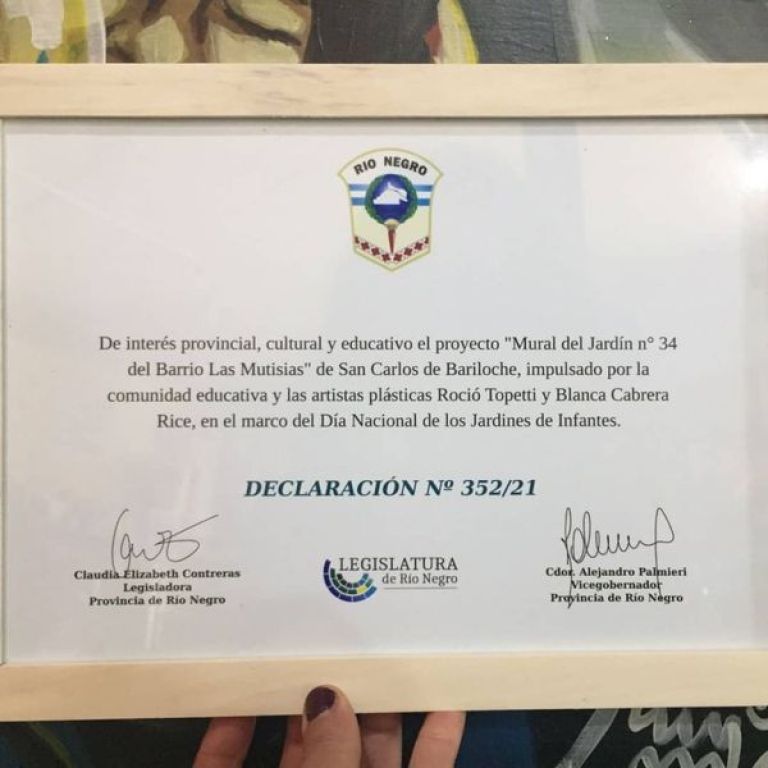 RIO NEGRO
De interés provincial, cultural y educativo el proyecto "Mural del Jardín n° 34
del Barrio Las Mutisias" de San Carlos de Bariloche, impulsado por la
comunidad educativa y las artistas plásticas Roció Topetti y Blanca Cabrera
Rice, en el marco del Día Nacional de los Jardines de Infantes.
DECLARACIÓN Nº 352/21
Claudia Elizabeth Contreras
Legisladora
Provincia de Río Negro
LEGISLATURA
de Río Negro
Cdor. Alejandro Palmieri
Vicegobernador
Provincia de Río Negro